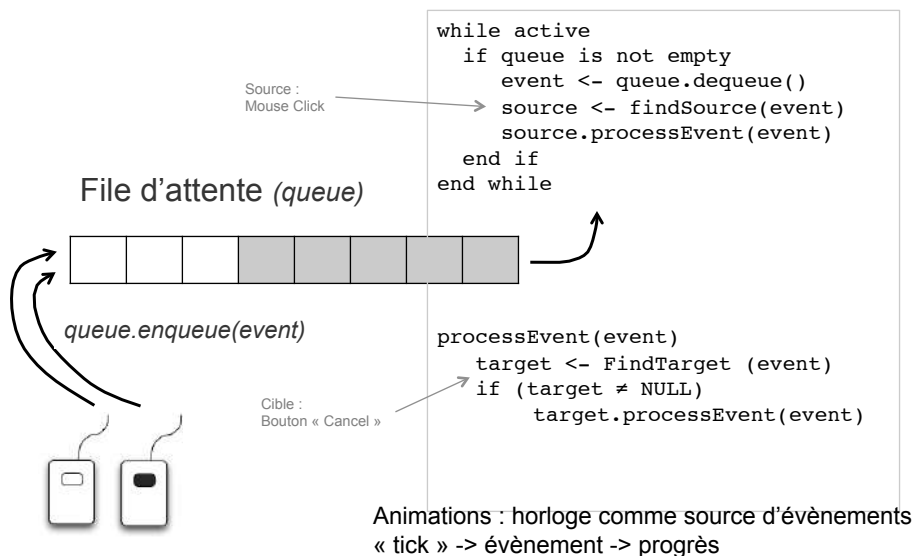 while active
if queue is not empty
event <- queue.dequeue()
source <- findSource(event)
source.processEvent(event)
end if
end while
Source :
Mouse Click
File d'attente (queue)
queue.enqueue(event)
processEvent(event)
target <- FindTarget (event)
if (target ≠ NULL)
target.processEvent(event)
Cible :
Bouton « Cancel »
Animations : horloge comme source d'évènements
« tick » -> évènement -> progrès